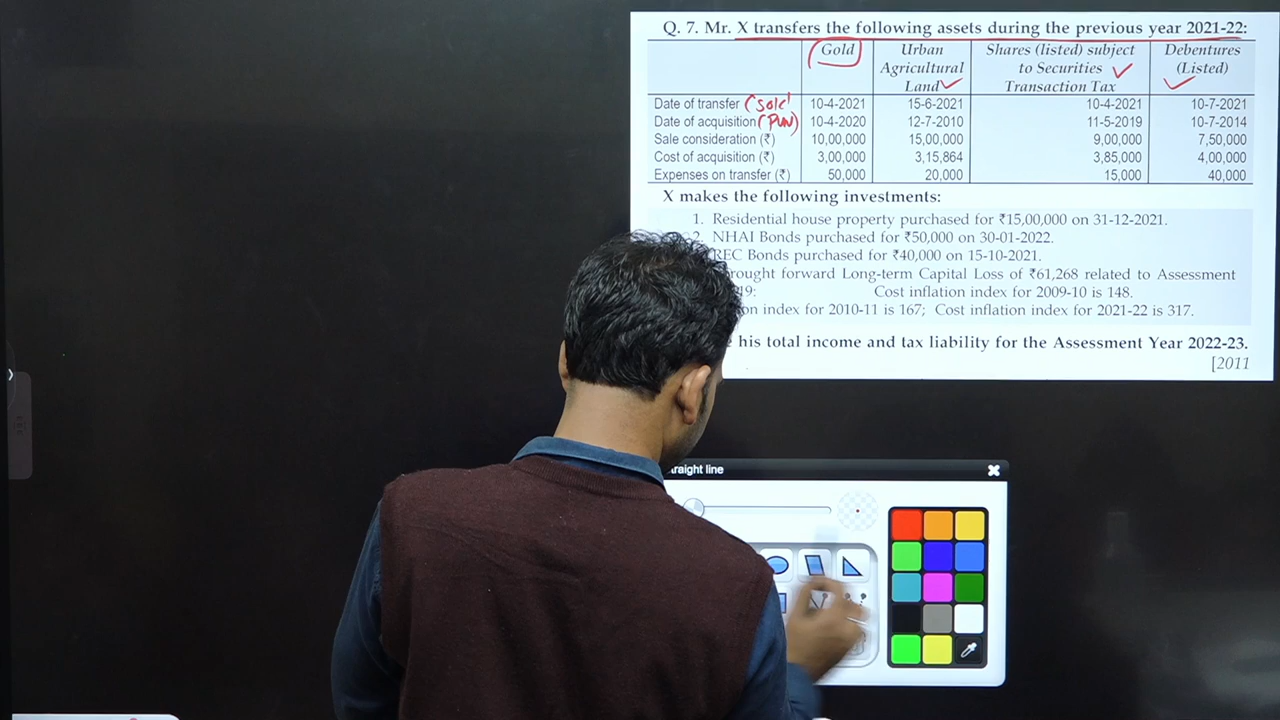 Q. 7. Mr. X transfers the following assets during the previous year 2021-22:
Gold Urban Agricultural Land Shares (listed) subject to Securities Transaction Tax Debentures (Listed)
Date of transfer (Sold) 10-4-2021 15-6-2021 10-4-2021 10-7-2021
Date of acquisition (Pur) 10-4-2020 12-7-2010 11-5-2019 10-7-2014
Sale consideration (₹) 10,00,000 15,00,000 9,00,000 7,50,000
Cost of acquisition (₹) 3,00,000 3,15,864 3,85,000 4,00,000
Expenses on transfer (₹) 50,000 20,000 15,000 40,000
X makes the following investments:
1. Residential house property purchased for ₹15,00,000 on 31-12-2021.
2. NHAI Bonds purchased for ₹50,000 on 30-01-2022.
REC Bonds purchased for ₹40,000 on 15-10-2021.
rought forward Long-term Capital Loss of ₹61,268 related to Assessment
19: Cost inflation index for 2009-10 is 148.
on index for 2010-11 is 167; Cost inflation index for 2021-22 is 317.
his total income and tax liability for the Assessment Year 2022-23.
[2011
raight line